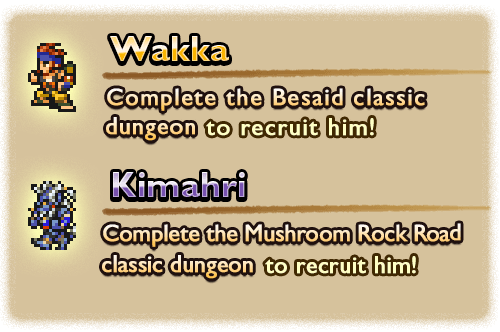 Wakka
Complete the Besaid classic
dungeon to recruit him!
Kimahri
Complete the Mushroom Rock Road
classic dungeon to recruit him!